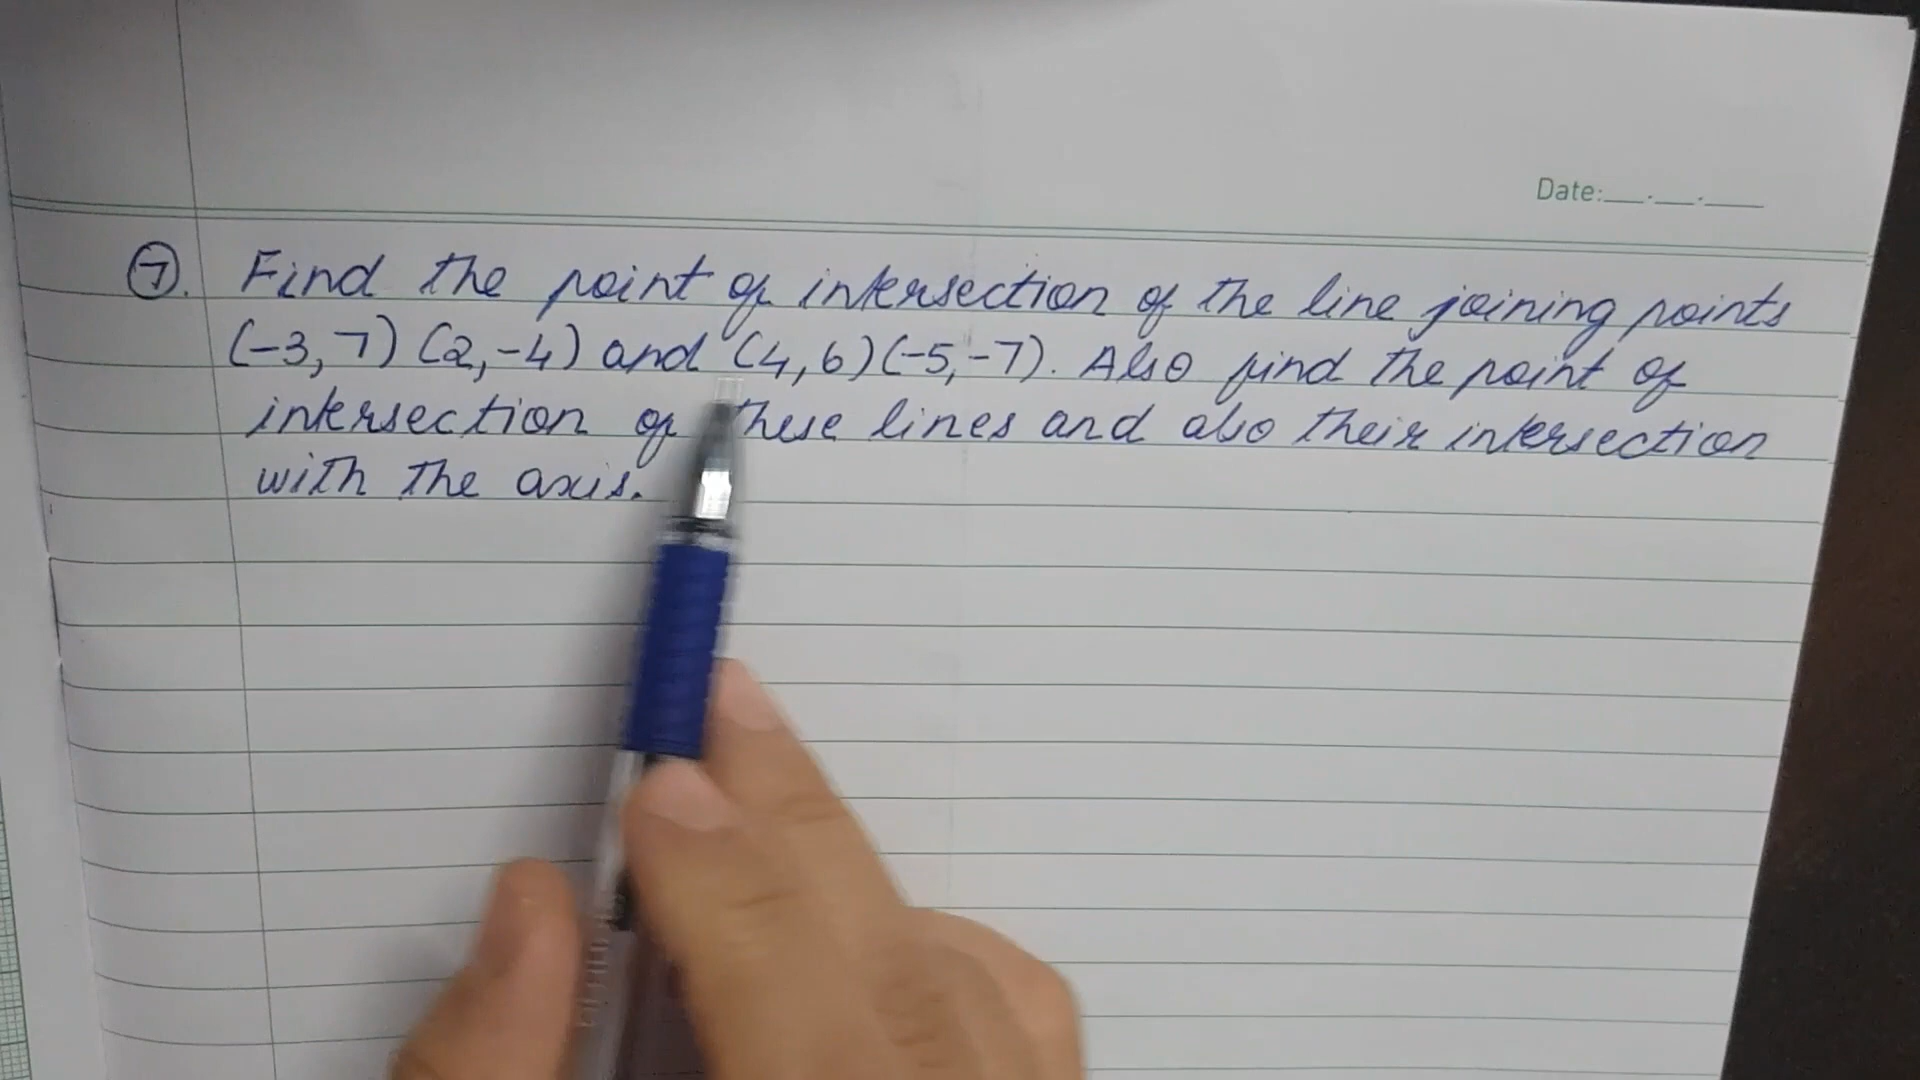 Date:__.__.__
7. Find the point of intersection of the line joining points
(-3,7) (2,-4) and (4,6)(-5,-7). Also find the point of
intersection of these lines and also their intersection
with the axis.